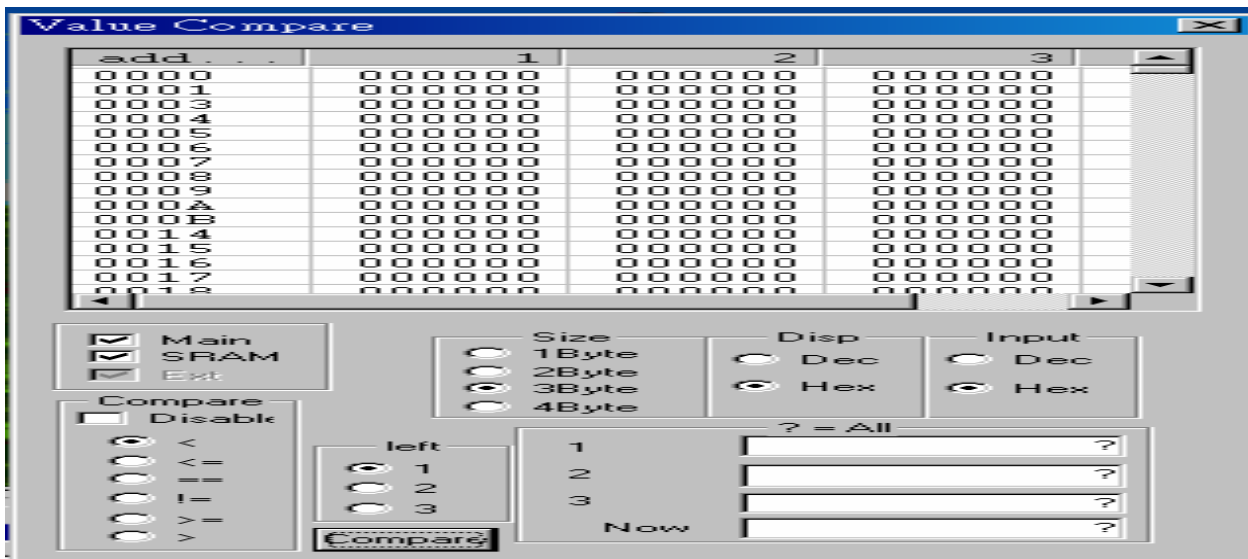 Value Compare
add... 1 2 3
0000 000000 000000 000000
0001 000000 000000 000000
0003 000000 000000 000000
0004 000000 000000 000000
0005 000000 000000 000000
0006 000000 000000 000000
0007 000000 000000 000000
0008 000000 000000 000000
0009 000000 000000 000000
000A 000000 000000 000000
000B 000000 000000 000000
0014 000000 000000 000000
0015 000000 000000 000000
0016 000000 000000 000000
0017 000000 000000 000000
0018 000000 000000 000000
Main
SRAM
Ext
Size
1Byte
2Byte
3Byte
4Byte
Disp
Dec
Hex
Input
Dec
Hex
Compare
Disable
<
<=
==
!=
>=
>
left
1
2
3
Compare
? = All
1 ?
2 ?
3 ?
Now ?